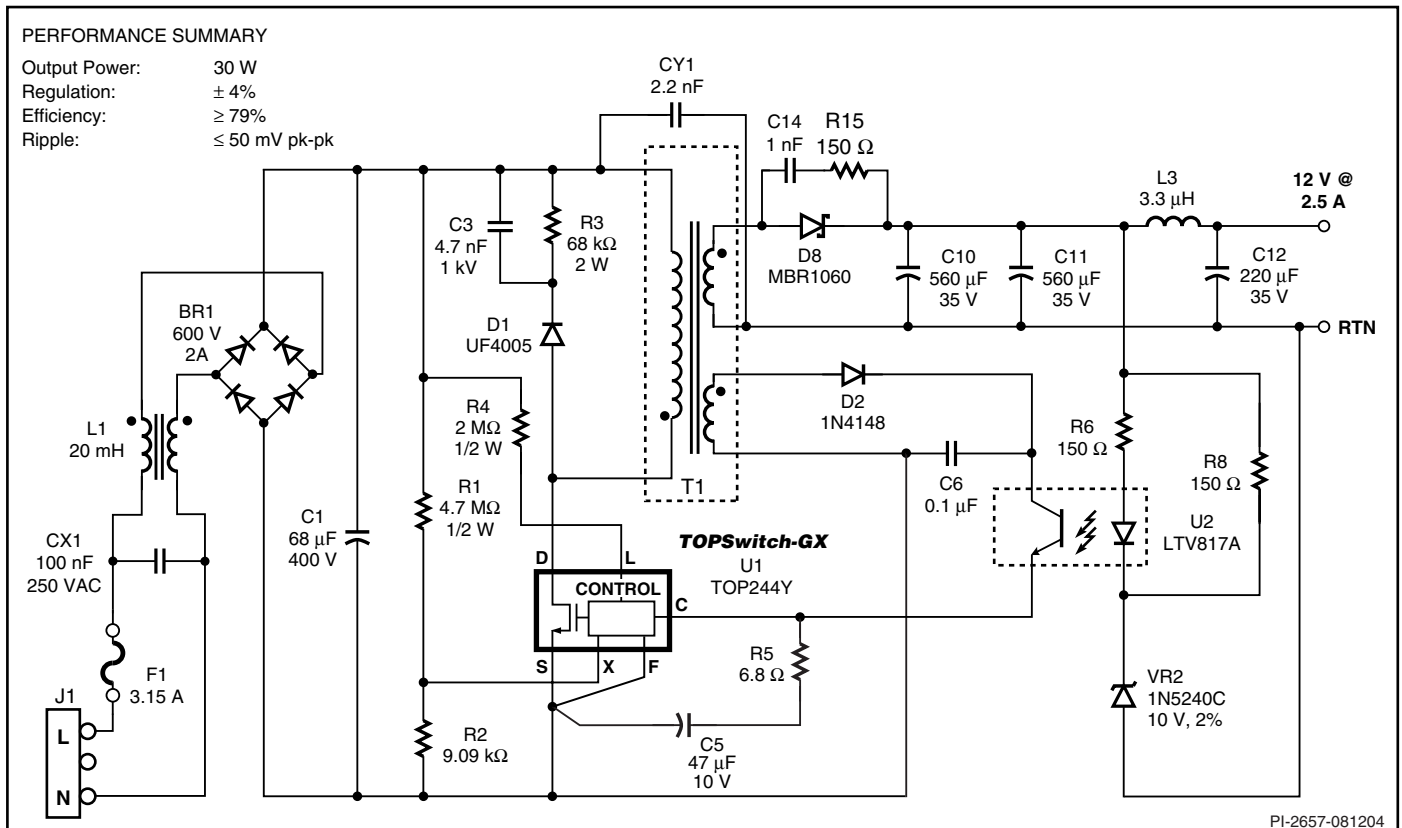 PERFORMANCE SUMMARY
Output Power: 30 W
Regulation: ± 4%
Efficiency: ≥ 79%
Ripple: ≤ 50 mV pk-pk
CY1
2.2 nF
C14
1 nF
R15
150 Ω
L3
3.3 µH
12 V @
2.5 A
C3
4.7 nF
1 kV
R3
68 kΩ
2 W
D8
MBR1060
C10
560 µF
35 V
C11
560 µF
35 V
C12
220 µF
35 V
RTN
BR1
600 V
2A
D1
UF4005
D2
1N4148
L1
20 mH
R4
2 MΩ
1/2 W
R6
150 Ω
R8
150 Ω
T1
C6
0.1 µF
R1
4.7 MΩ
1/2 W
C1
68 µF
400 V
CX1
100 nF
250 VAC
U2
LTV817A
TOPSwitch-GX
U1
TOP244Y
D
L
CONTROL
C
S
X
F
R5
6.8 Ω
F1
3.15 A
J1
L
N
R2
9.09 kΩ
C5
47 µF
10 V
VR2
1N5240C
10 V, 2%
PI-2657-081204